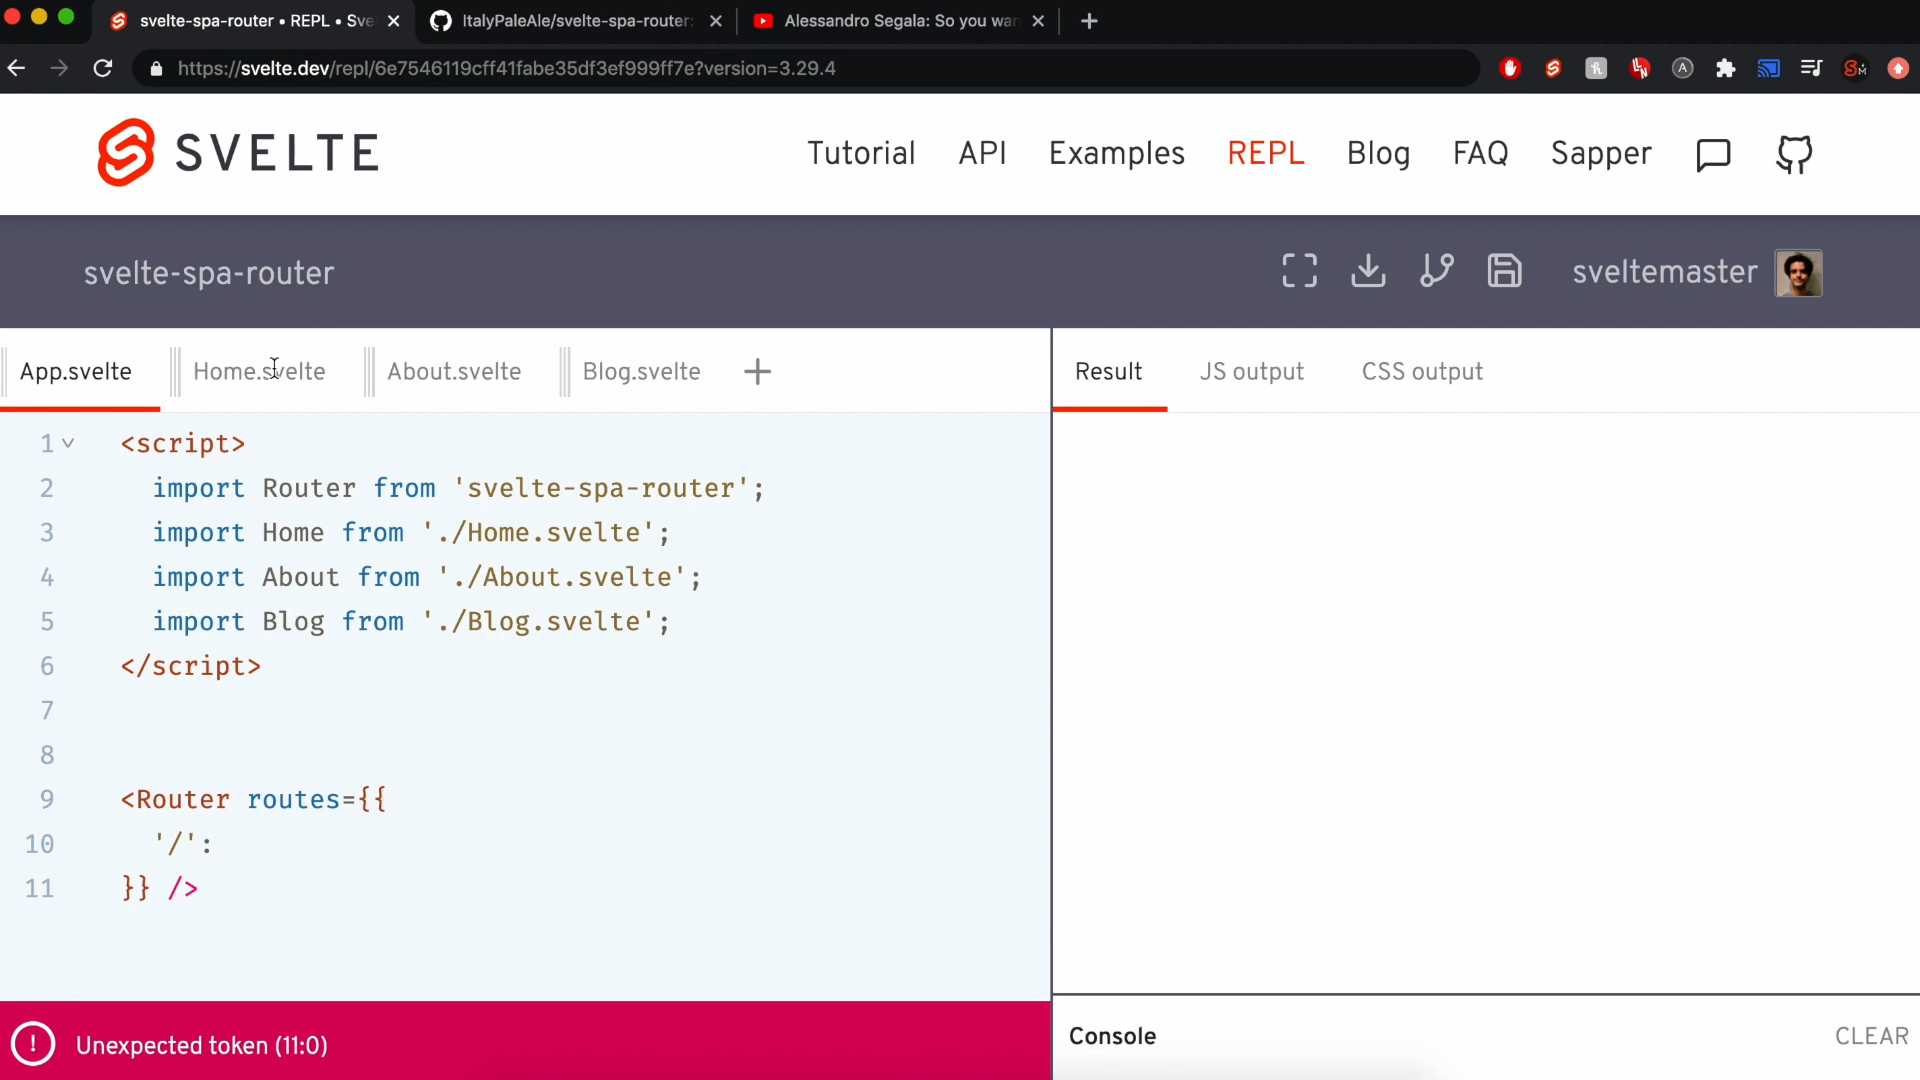 svelte-spa-router • REPL • Sve
ItalyPaleAle/svelte-spa-router:
Alessandro Segala: So you wan
https://svelte.dev/repl/6e7546119cff41fabe35df3ef999ff7e?version=3.29.4
SVELTE
Tutorial API Examples REPL Blog FAQ Sapper
svelte-spa-router
sveltemaster
App.svelte Home.svelte About.svelte Blog.svelte +
Result JS output CSS output
1 <script>
2 import Router from 'svelte-spa-router';
3 import Home from './Home.svelte';
4 import About from './About.svelte';
5 import Blog from './Blog.svelte';
6 </script>
7
8
9 <Router routes={{
10 '/':
11 }} />
! Unexpected token (11:0)
Console
CLEAR